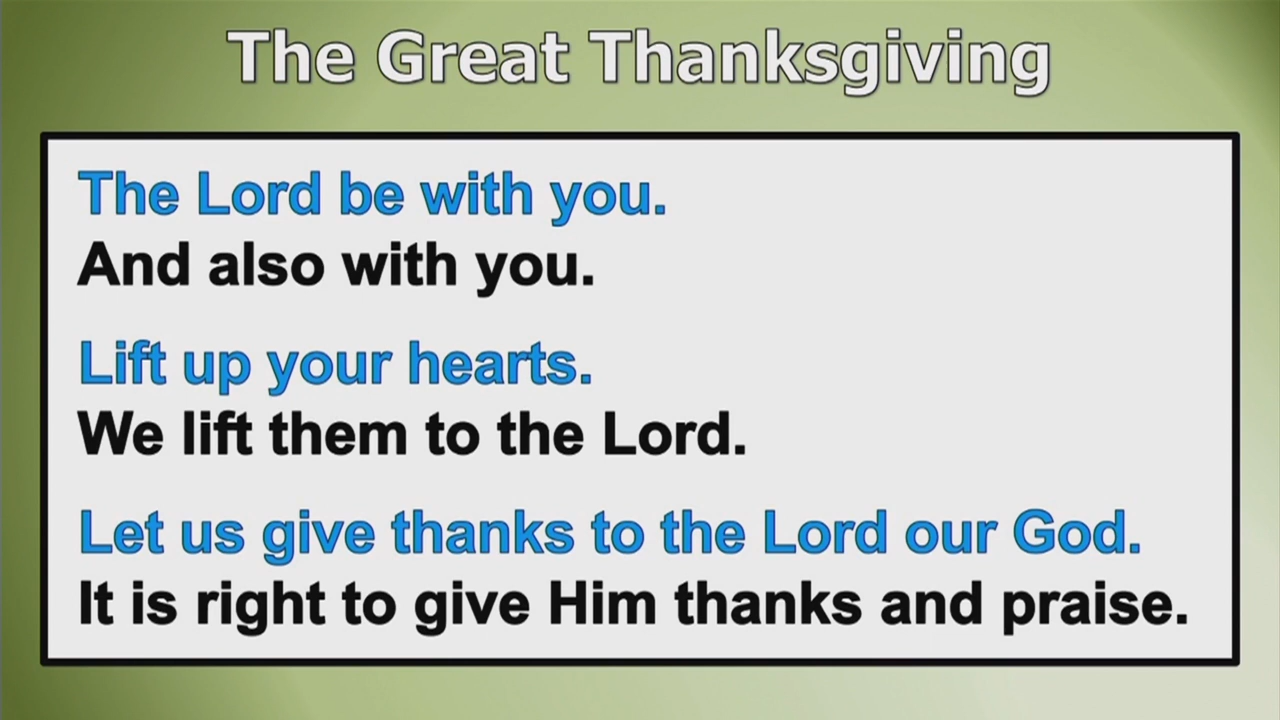 The Great Thanksgiving
The Lord be with you.
And also with you.
Lift up your hearts.
We lift them to the Lord.
Let us give thanks to the Lord our God.
It is right to give Him thanks and praise.